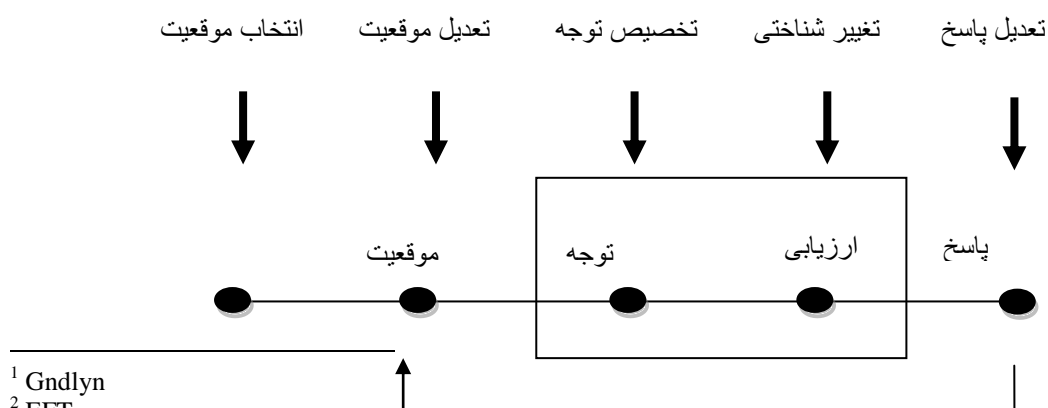 تعدیل پاسخ تغییر شناختی تخصیص توجه تعدیل موقعیت انتخاب موقعیت
پاسخ ارزیابی توجه موقعیت
1 Gndlyn
2 EFT